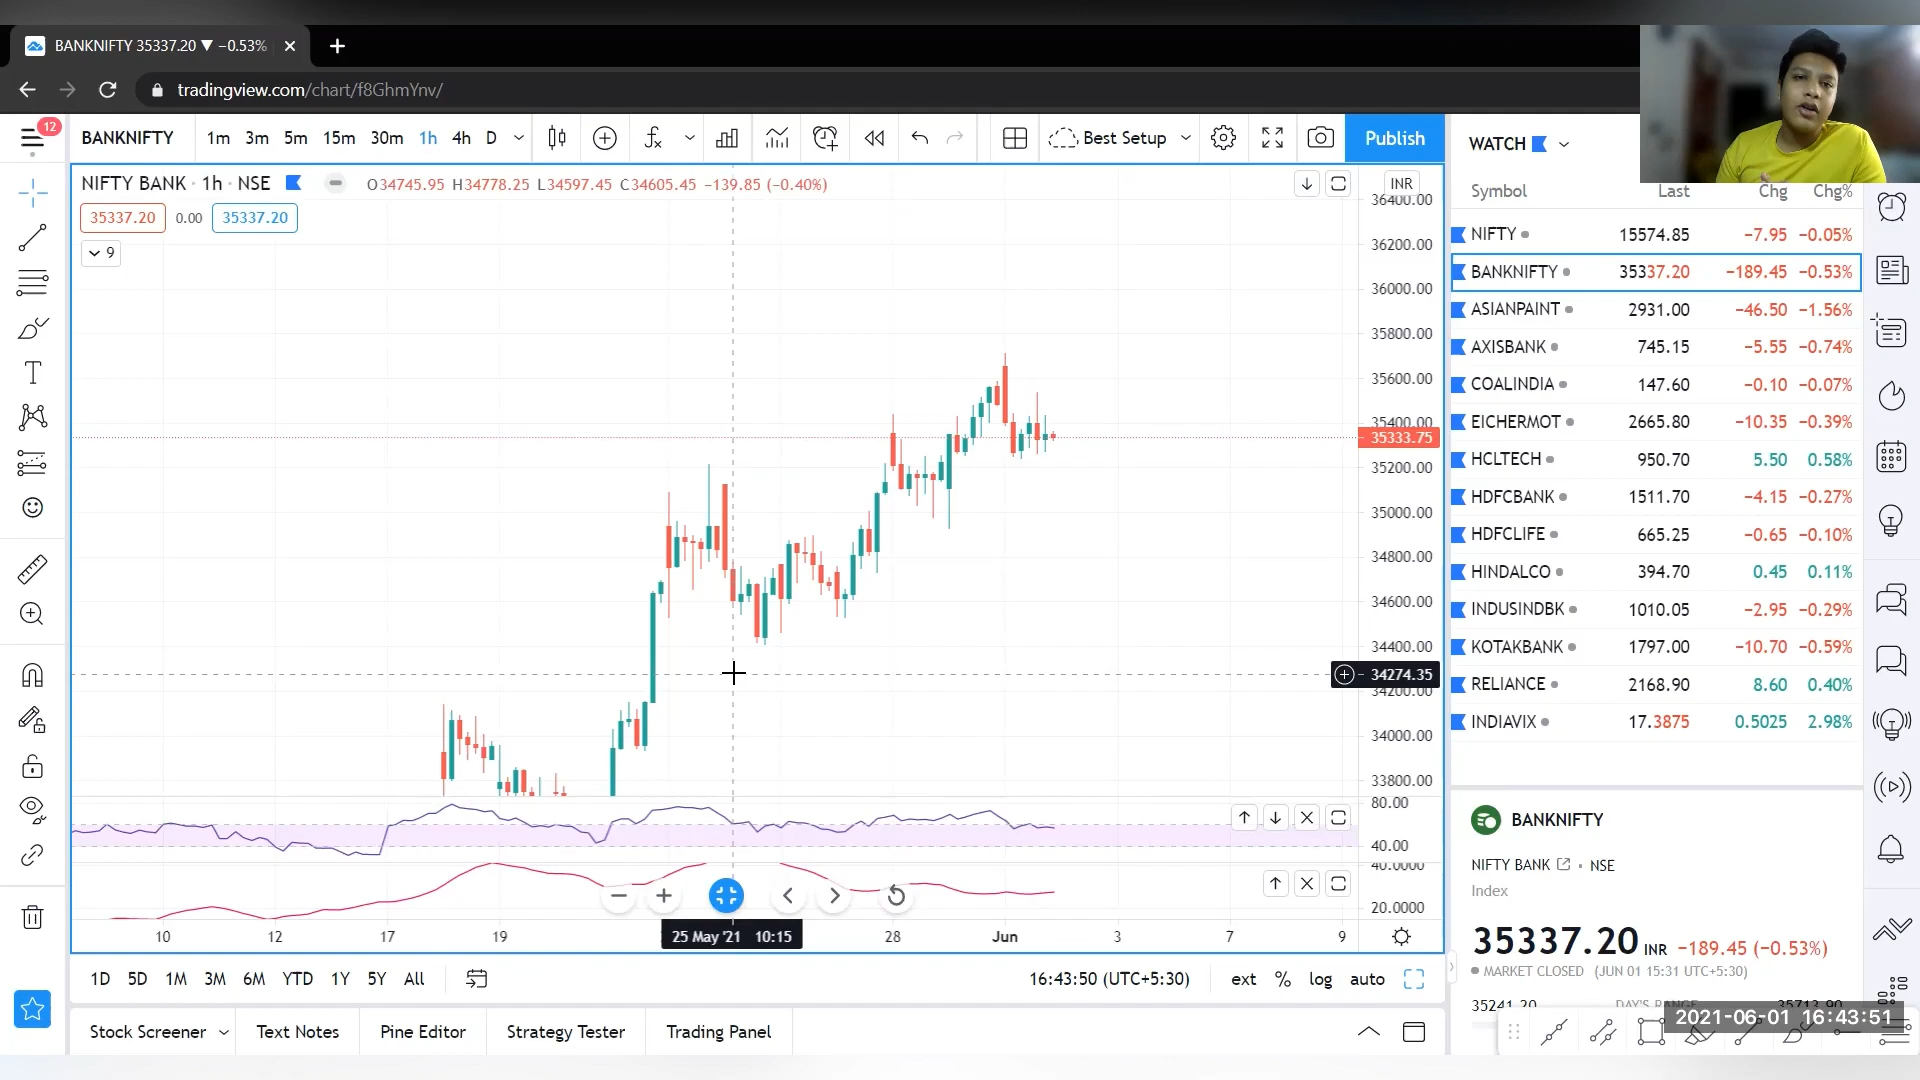 BANKNIFTY 35337.20 ▼ −0.53%
tradingview.com/chart/f8GhmYnv/
12
BANKNIFTY 1m 3m 5m 15m 30m 1h 4h D Best Setup Publish
NIFTY BANK · 1h · NSE O34745.95 H34778.25 L34597.45 C34605.45 −139.85 (−0.40%)
35337.20 0.00 35337.20
9
INR
36400.00
36200.00
36000.00
35800.00
35600.00
35400.00
35333.75
35200.00
35000.00
34800.00
34600.00
34400.00
34274.35
34200.00
34000.00
33800.00
80.00
40.00
40.0000
20.0000
10 12 17 19 25 May '21 10:15 28 Jun 3 7 9
1D 5D 1M 3M 6M YTD 1Y 5Y All 16:43:50 (UTC+5:30) ext % log auto
Stock Screener Text Notes Pine Editor Strategy Tester Trading Panel
WATCH
Symbol Last Chg Chg%
NIFTY 15574.85 −7.95 −0.05%
BANKNIFTY 35337.20 −189.45 −0.53%
ASIANPAINT 2931.00 −46.50 −1.56%
AXISBANK 745.15 −5.55 −0.74%
COALINDIA 147.60 −0.10 −0.07%
EICHERMOT 2665.80 −10.35 −0.39%
HCLTECH 950.70 5.50 0.58%
HDFCBANK 1511.70 −4.15 −0.27%
HDFCLIFE 665.25 −0.65 −0.10%
HINDALCO 394.70 0.45 0.11%
INDUSINDBK 1010.05 −2.95 −0.29%
KOTAKBANK 1797.00 −10.70 −0.59%
RELIANCE 2168.90 8.60 0.40%
INDIAVIX 17.3875 0.5025 2.98%
BANKNIFTY
NIFTY BANK · NSE
Index
35337.20 INR −189.45 (−0.53%)
MARKET CLOSED (JUN 01 15:31 UTC+5:30)
35241.20 DAY'S RANGE 35713.90
2021-06-01 16:43:51